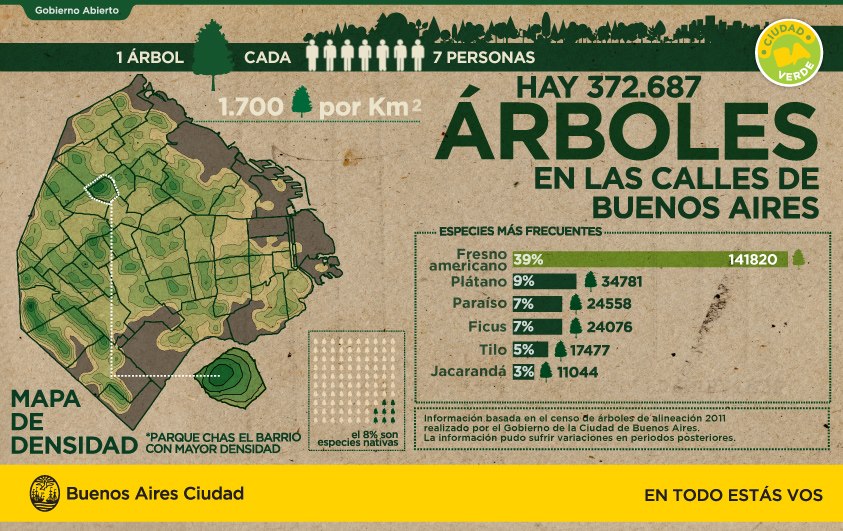 Gobierno Abierto
1 ÁRBOL CADA 7 PERSONAS
CIUDAD VERDE
1.700 por Km2
HAY 372.687
ÁRBOLES
EN LAS CALLES DE
BUENOS AIRES
ESPECIES MÁS FRECUENTES
Fresno
americano 39% 141820
Plátano 9% 34781
Paraíso 7% 24558
Ficus 7% 24076
Tilo 5% 17477
Jacarandá 3% 11044
MAPA
DE
DENSIDAD
*PARQUE CHAS EL BARRIO
CON MAYOR DENSIDAD
el 8% son
especies nativas
Información basada en el censo de árboles de alineación 2011
realizado por el Gobierno de la Ciudad de Buenos Aires.
La información pudo sufrir variaciones en periodos posteriores.
Buenos Aires Ciudad
EN TODO ESTÁS VOS